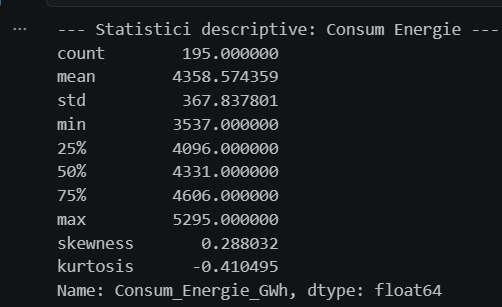 --- Statistici descriptive: Consum Energie ---
count 195.000000
mean 4358.574359
std 367.837801
min 3537.000000
25% 4096.000000
50% 4331.000000
75% 4606.000000
max 5295.000000
skewness 0.288032
kurtosis -0.410495
Name: Consum_Energie_GWh, dtype: float64